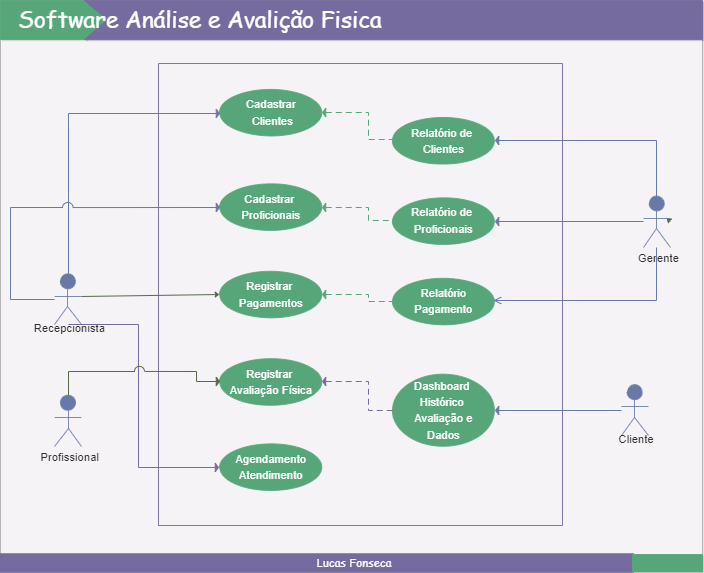 Software Análise e Avalição Fisica
Cadastrar
Clientes
Relatório de
Clientes
Cadastrar
Proficionais
Relatório de
Proficionais
Gerente
Registrar
Pagamentos
Relatório
Pagamento
Recepcionista
Registrar
Avaliação Física
Dashboard
Histórico
Avaliação e
Dados
Cliente
Profissional
Agendamento
Atendimento
Lucas Fonseca